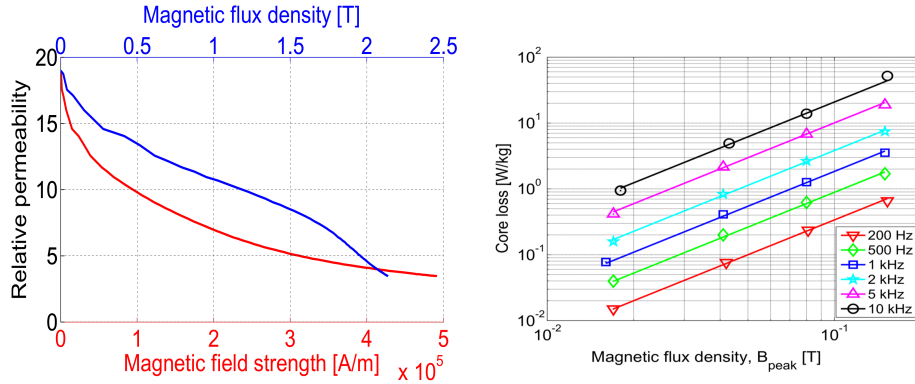 Magnetic flux density [T]
0 0.5 1 1.5 2 2.5
20
15
10
5
0
Relative permeability
0 1 2 3 4 5
Magnetic field strength [A/m] x 10^5
10^2
10^1
10^0
10^-1
10^-2
Core loss [W/kg]
200 Hz
500 Hz
1 kHz
2 kHz
5 kHz
10 kHz
10^-2 10^-1
Magnetic flux density, B_peak [T]